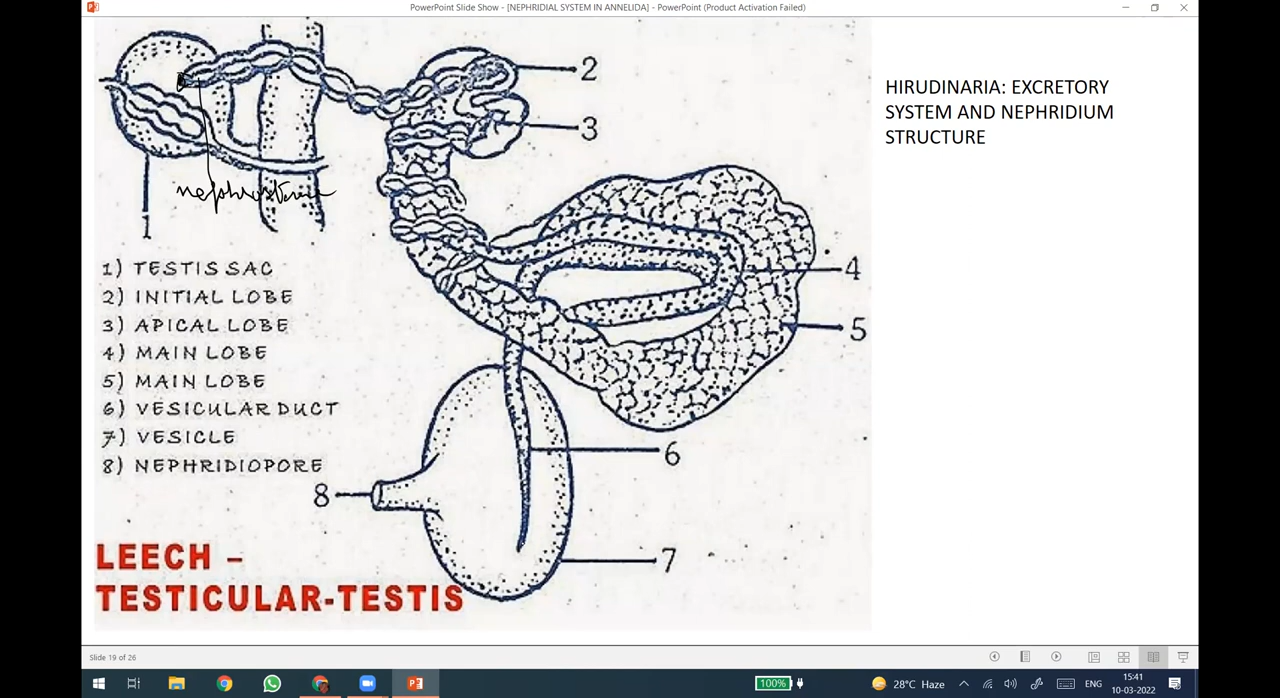 PowerPoint Slide Show - [NEPHRIDIAL SYSTEM IN ANNELIDA] - PowerPoint (Product Activation Failed)
HIRUDINARIA: EXCRETORY
SYSTEM AND NEPHRIDIUM
STRUCTURE
2
3
nephrostome
1
4
5
1) TESTIS SAC
2) INITIAL LOBE
3) APICAL LOBE
4) MAIN LOBE
5) MAIN LOBE
6) VESICULAR DUCT
7) VESICLE
8) NEPHRIDIOPORE
6
8
7
LEECH –
TESTICULAR-TESTIS
Slide 19 of 26
100%
28°C Haze
ENG
15:41
10-03-2022